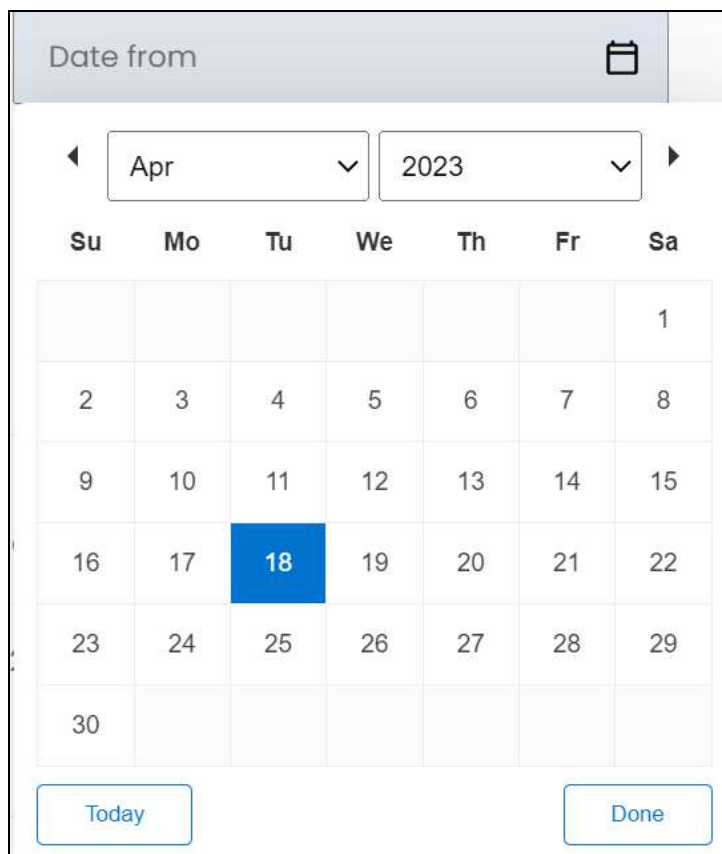 Date from
Apr 2023
Su Mo Tu We Th Fr Sa
1
2 3 4 5 6 7 8
9 10 11 12 13 14 15
16 17 18 19 20 21 22
23 24 25 26 27 28 29
30
Today Done